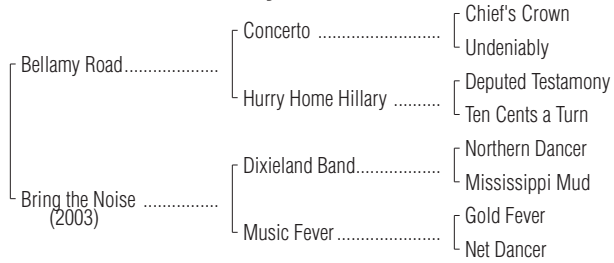 Chief's Crown
Concerto ........................
Undeniably
Bellamy Road...................
Deputed Testamony
Hurry Home Hillary ..........
Ten Cents a Turn
Northern Dancer
Dixieland Band.................
Mississippi Mud
Bring the Noise ................
(2003)
Gold Fever
Music Fever .....................
Net Dancer